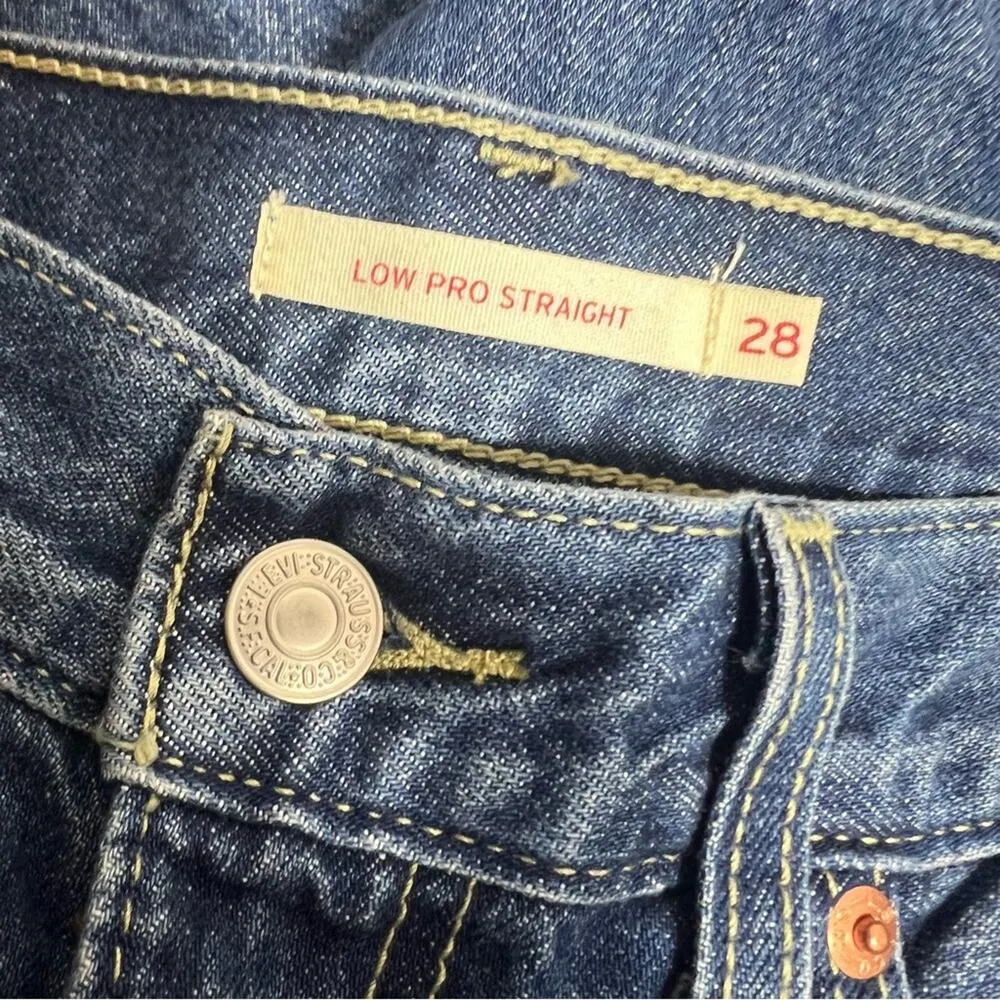 LOW PRO STRAIGHT 28
LEVI STRAUSS & CO.
S.F. CAL